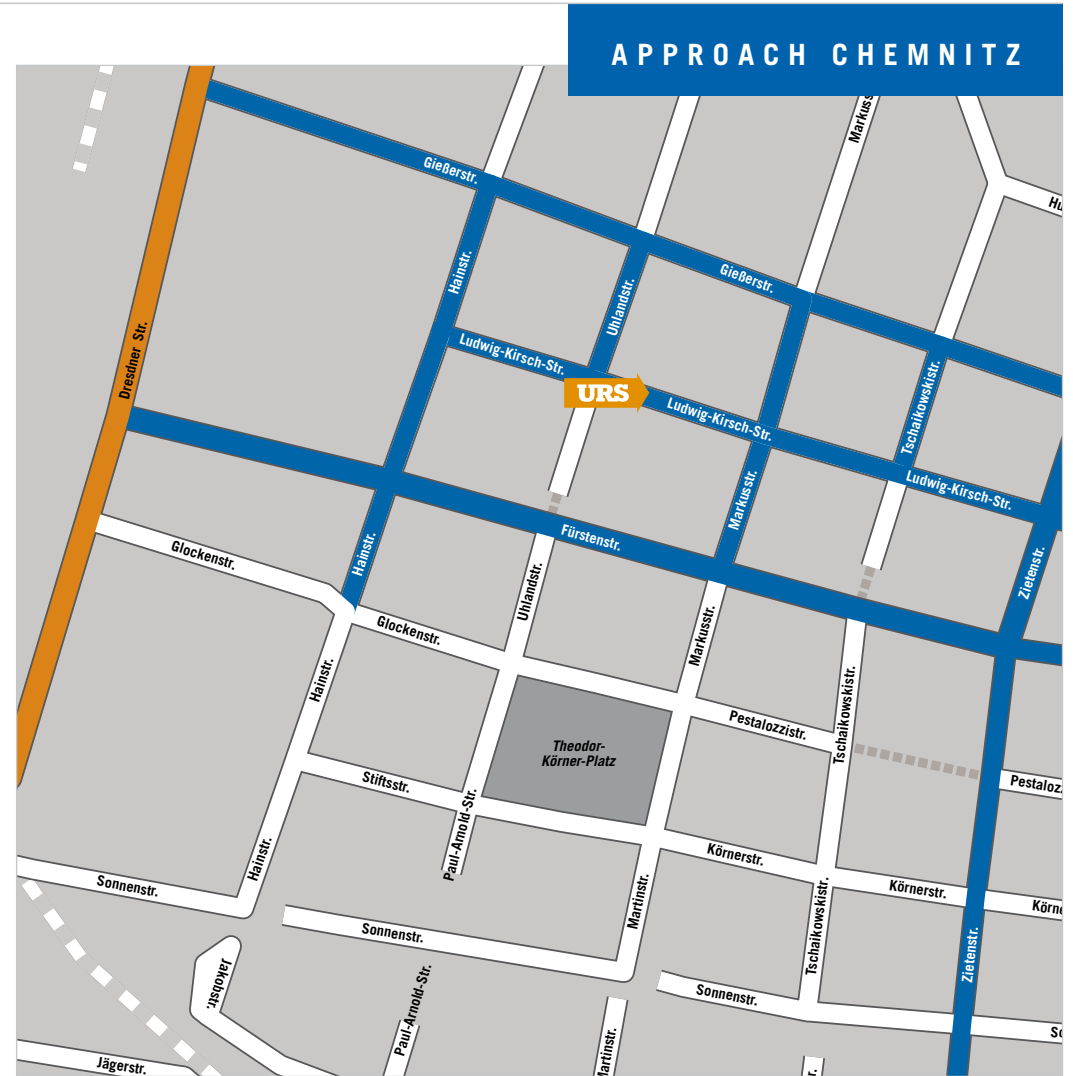 APPROACH CHEMNITZ
Markuss
Gießerstr.
Hu
Hainstr.
Uhlandstr.
Gießerstr.
Dresdner Str.
Ludwig-Kirsch-Str.
URS
Ludwig-Kirsch-Str.
Tschaikowskistr.
Ludwig-Kirsch-Str.
Markusstr.
Hainstr.
Fürstenstr.
Glockenstr.
Zietenstr.
Uhlandstr.
Glockenstr.
Markusstr.
Hainstr.
Pestalozzistr.
Tschaikowskistr.
Theodor-
Körner-Platz
Stiftsstr.
Pestaloz
Paul-Arnold-Str.
Hainstr.
Körnerstr.
Sonnenstr.
Körnerstr.
Körne
Martinstr.
Sonnenstr.
Tschaikowskistr.
Zietenstr.
Jakobstr.
Paul-Arnold-Str.
Sonnenstr.
So
Martinstr.
Jägerstr.
r.